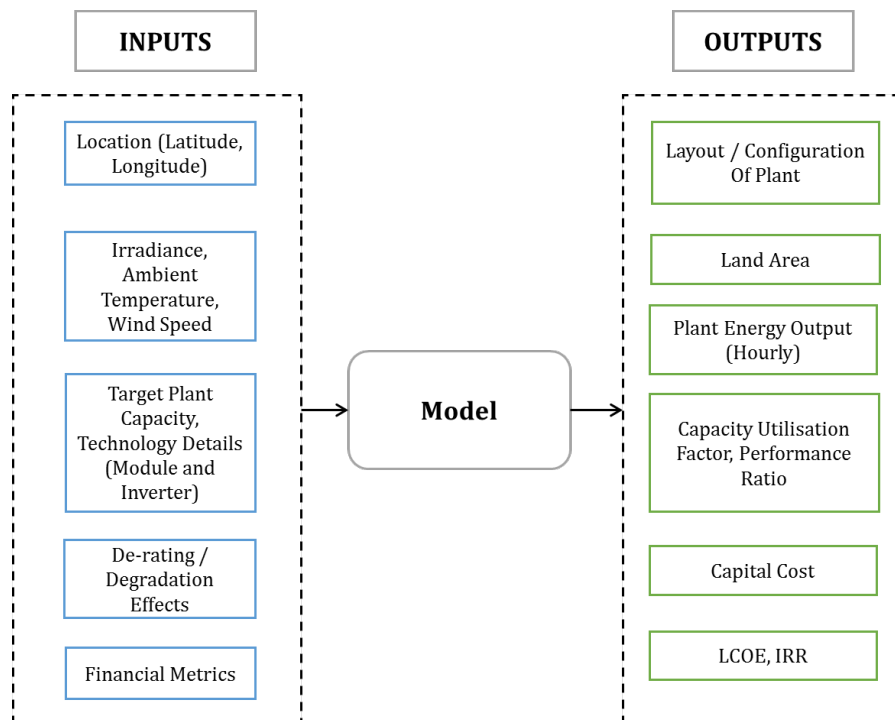 INPUTS
Location (Latitude,
Longitude)
Irradiance,
Ambient
Temperature,
Wind Speed
Target Plant
Capacity,
Technology Details
(Module and
Inverter)
De-rating /
Degradation
Effects
Financial Metrics
Model
OUTPUTS
Layout / Configuration
Of Plant
Land Area
Plant Energy Output
(Hourly)
Capacity Utilisation
Factor, Performance
Ratio
Capital Cost
LCOE, IRR